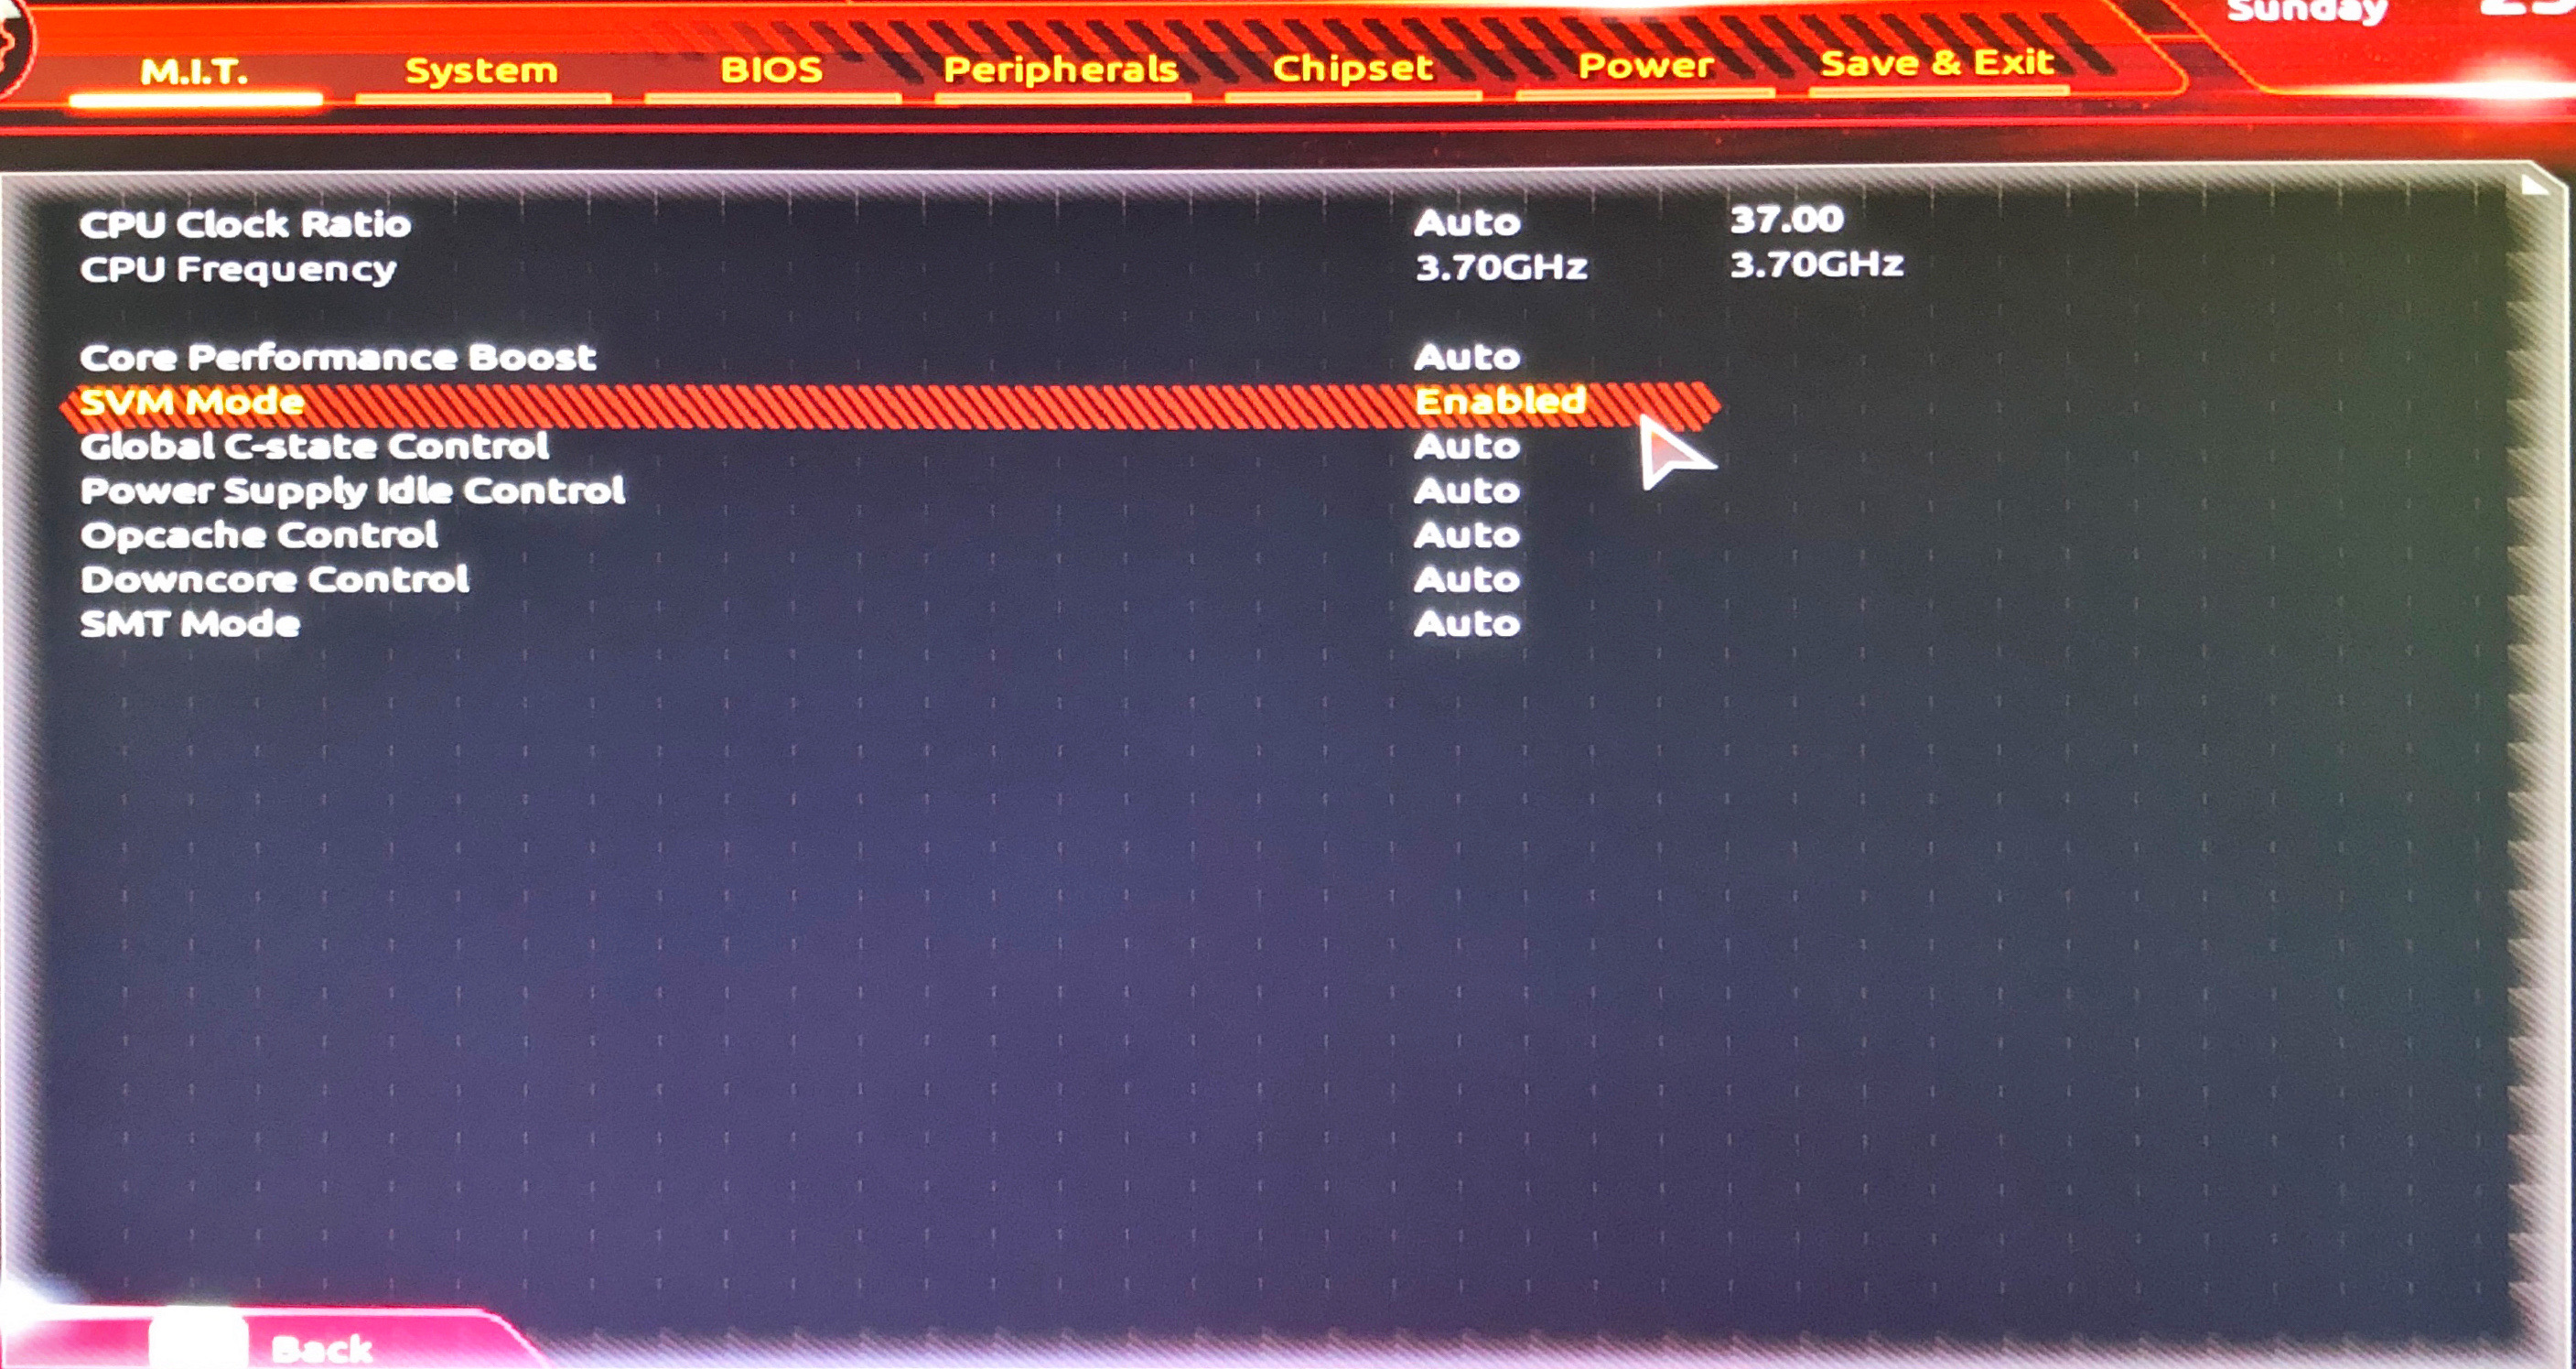 Sunday
M.I.T. System BIOS Peripherals Chipset Power Save & Exit
CPU Clock Ratio Auto 37.00
CPU Frequency 3.70GHz 3.70GHz
Core Performance Boost Auto
SVM Mode Enabled
Global C-state Control Auto
Power Supply Idle Control Auto
Opcache Control Auto
Downcore Control Auto
SMT Mode Auto
Back